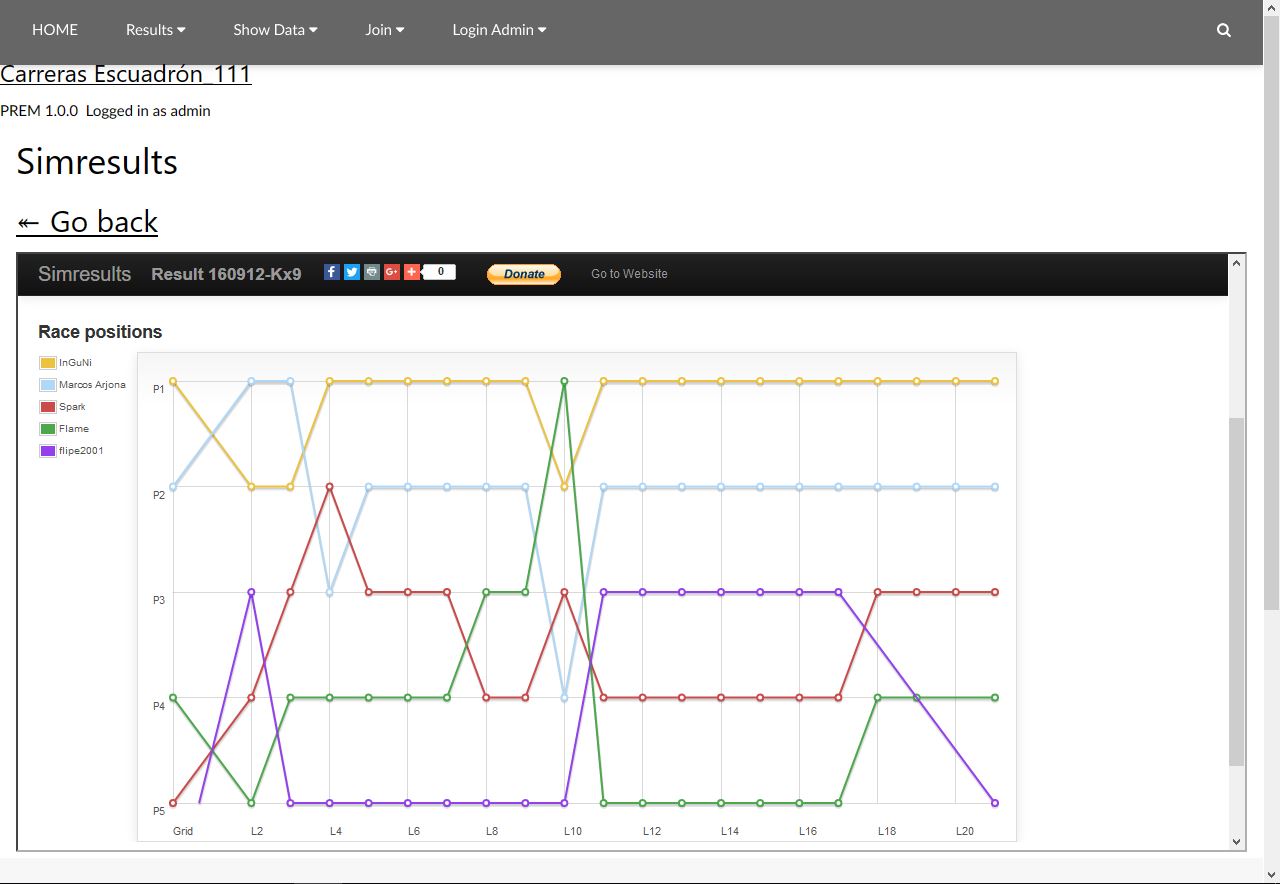 HOME Results Show Data Join Login Admin
Carreras Escuadrón_111
PREM 1.0.0 Logged in as admin
Simresults
↞ Go back
Simresults Result 160912-Kx9 0 Donate Go to Website
Race positions
InGuNi
Marcos Arjona
Spark
Flame
flipe2001
P1
P2
P3
P4
P5
Grid L2 L4 L6 L8 L10 L12 L14 L16 L18 L20